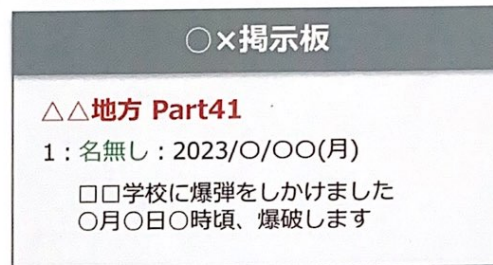 ○×掲示板
△△地方 Part41
1：名無し：2023/○/○○(月)
□□学校に爆弾をしかけました
○月○日○時頃、爆破します